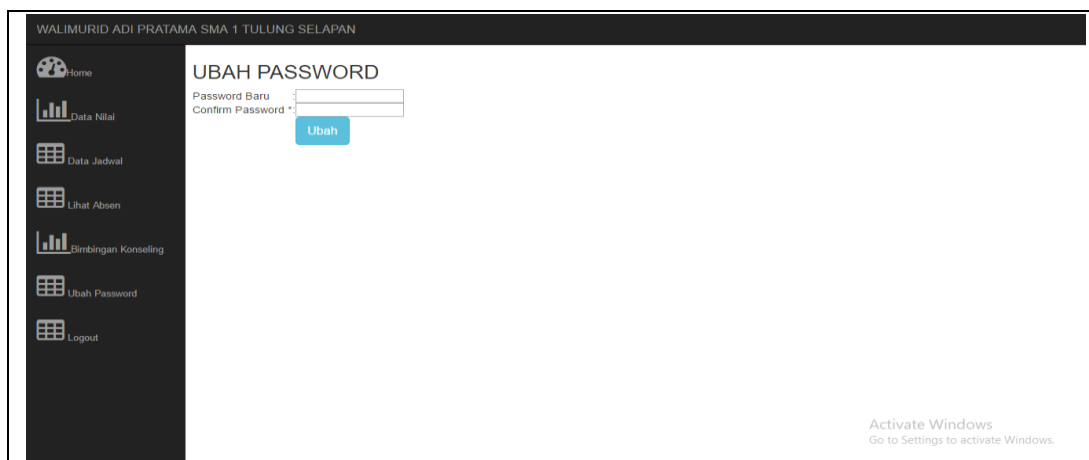 WALIMURID ADI PRATAMA SMA 1 TULUNG SELAPAN
Home
Data Nilai
Data Jadwal
Lihat Absen
Bimbingan Konseling
Ubah Password
Logout
UBAH PASSWORD
Password Baru :
Confirm Password *:
Ubah
Activate Windows
Go to Settings to activate Windows.